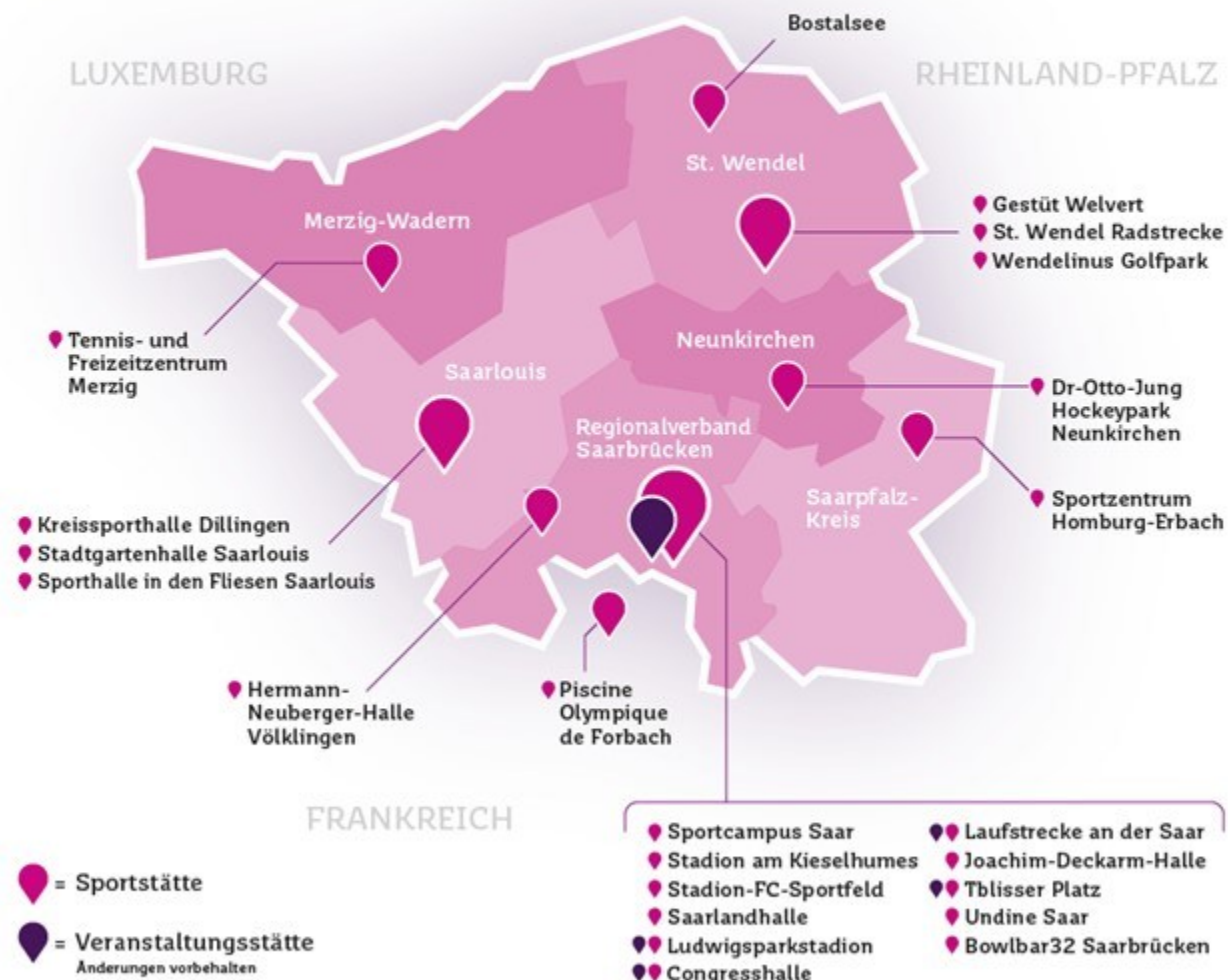 Bostalsee
LUXEMBURG
RHEINLAND-PFALZ
St. Wendel
Merzig-Wadern
Gestüt Welvert
St. Wendel Radstrecke
Wendelinus Golfpark
Tennis- und
Freizeitzentrum
Merzig
Neunkirchen
Saarlouis
Dr-Otto-Jung
Hockeypark
Neunkirchen
Regionalverband
Saarbrücken
Saarpfalz-
Kreis
Sportzentrum
Homburg-Erbach
Kreissporthalle Dillingen
Stadtgartenhalle Saarlouis
Sporthalle in den Fliesen Saarlouis
Hermann-
Neuberger-Halle
Völklingen
Piscine
Olympique
de Forbach
FRANKREICH
Sportcampus Saar
Stadion am Kieselhumes
Stadion-FC-Sportfeld
Saarlandhalle
Ludwigsparkstadion
Congresshalle
Laufstrecke an der Saar
Joachim-Deckarm-Halle
Tblisser Platz
Undine Saar
Bowlbar32 Saarbrücken
= Sportstätte
= Veranstaltungsstätte
Änderungen vorbehalten